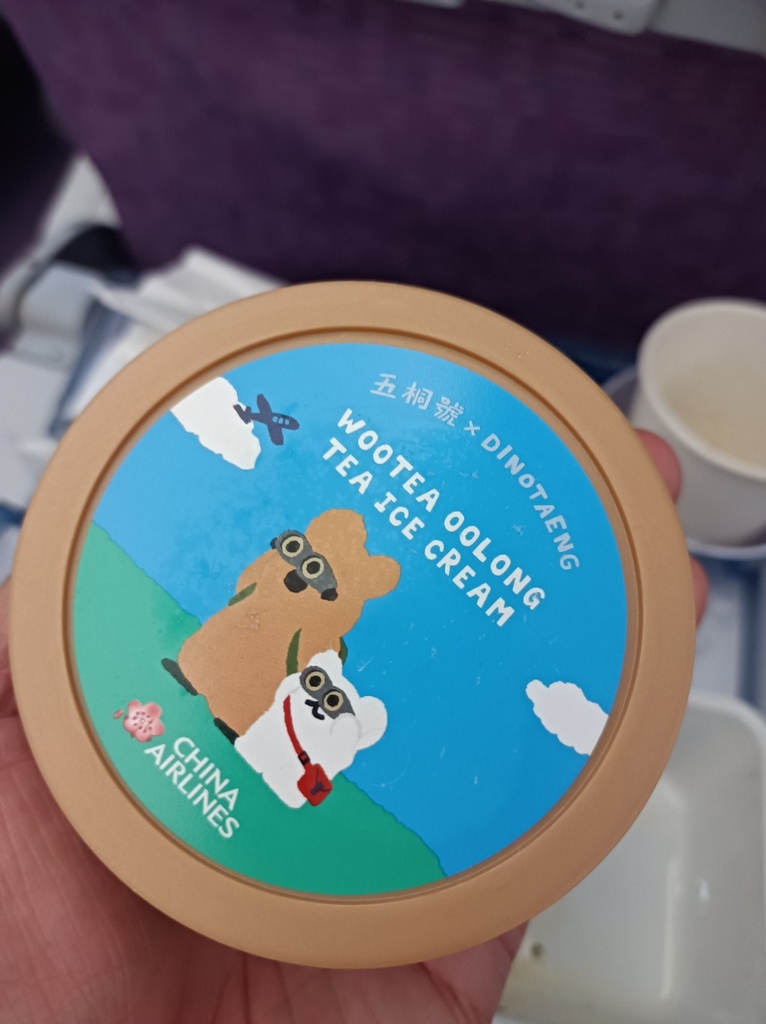 五桐號 × DINOTAENG
WOOTEA OOLONG
TEA ICE CREAM
CHINA
AIRLINES